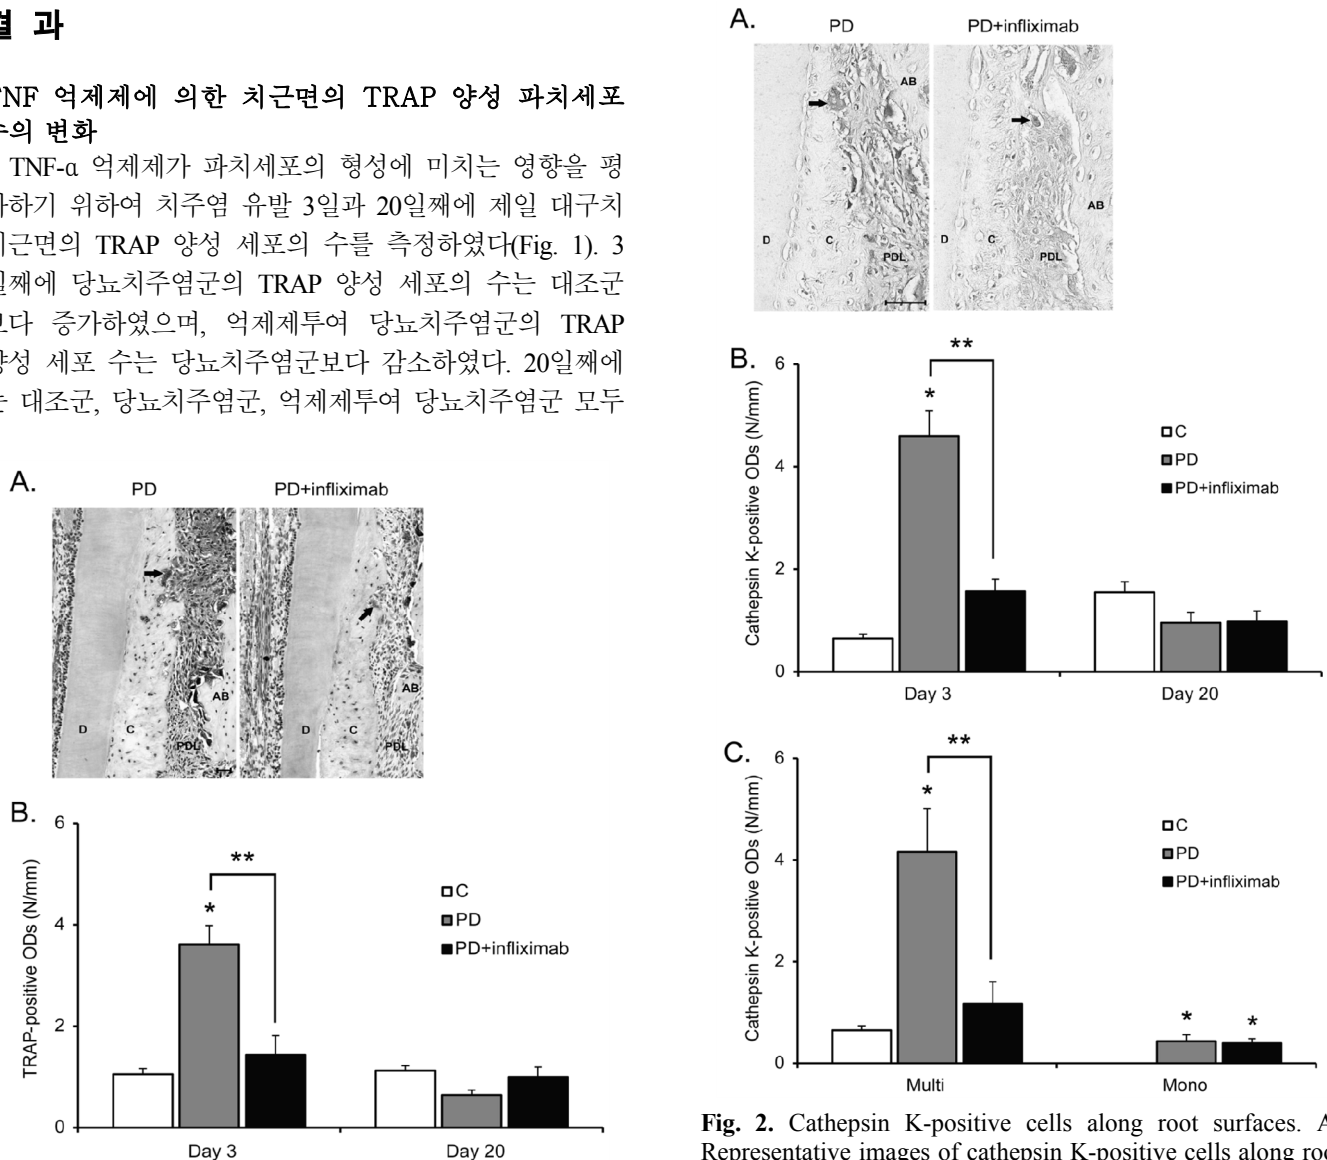 결 과
TNF 억제제에 의한 치근면의 TRAP 양성 파치세포
수의 변화
TNF-α 억제제가 파치세포의 형성에 미치는 영향을 평
가하기 위하여 치주염 유발 3일과 20일째에 제일 대구치
치근면의 TRAP 양성 세포의 수를 측정하였다(Fig. 1). 3
일째에 당뇨치주염군의 TRAP 양성 세포의 수는 대조군
보다 증가하였으며, 억제제투여 당뇨치주염군의 TRAP
양성 세포 수는 당뇨치주염군보다 감소하였다. 20일째에
는 대조군, 당뇨치주염군, 억제제투여 당뇨치주염군 모두
A.
PD PD+infliximab
AB AB
D C D C
PDL PDL
B.
TRAP-positive ODs (N/mm)
6
4
2
0
**
*
C
PD
PD+infliximab
Day 3 Day 20
A.
PD PD+infliximab
AB
AB
D C D C
PDL PDL
B.
Cathepsin K-positive ODs (N/mm)
6
4
2
0
**
*
C
PD
PD+infliximab
Day 3 Day 20
C.
Cathepsin K-positive ODs (N/mm)
6
4
2
0
**
*
* *
C
PD
PD+infliximab
Multi Mono
Fig. 2. Cathepsin K-positive cells along root surfaces. A
Representative images of cathepsin K-positive cells along roo